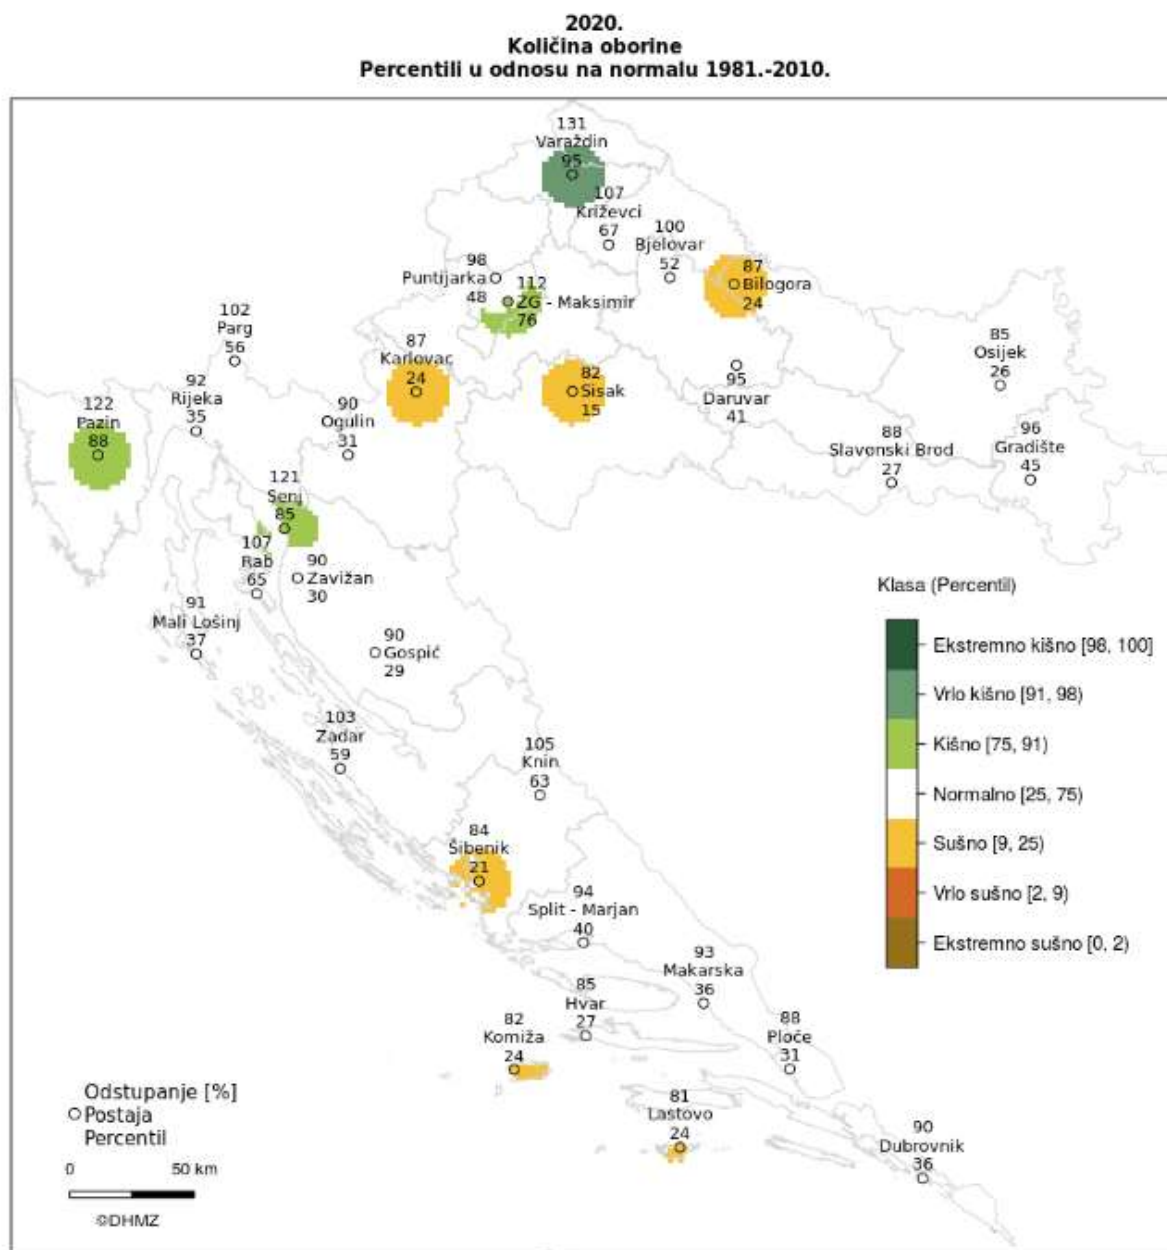 2020.
Količina oborine
Percentili u odnosu na normalu 1981.-2010.
131
Varaždin
95
107
Križevci
67
100
Bjelovar
52
98
Puntijarka
48
112
ZG - Maksimir
76
87
Bilogora
24
102
Parg
56
87
Karlovac
24
82
Sisak
15
85
Osijek
26
95
Daruvar
41
92
Rijeka
35
122
Pazin
88
90
Ogulin
31
88
Slavonski Brod
27
96
Gradište
45
121
Senj
85
107
Rab
65
90
Zavižan
30
91
Mali Lošinj
37
90
Gospić
29
Klasa (Percentil)
Ekstremno kišno [98, 100]
Vrlo kišno [91, 98)
Kišno [75, 91)
Normalno [25, 75)
Sušno [9, 25)
Vrlo sušno [2, 9)
Ekstremno sušno [0, 2)
103
Zadar
59
105
Knin
63
84
Šibenik
21
94
Split - Marjan
40
93
Makarska
36
85
Hvar
27
82
Komiža
24
88
Ploče
31
81
Lastovo
24
90
Dubrovnik
36
Odstupanje [%]
Postaja
Percentil
0 50 km
©DHMZ